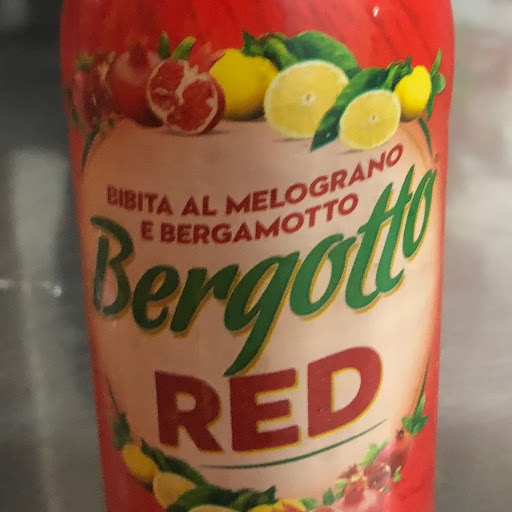 BIBITA AL MELOGRANO
E BERGAMOTTO
Bergotto
RED